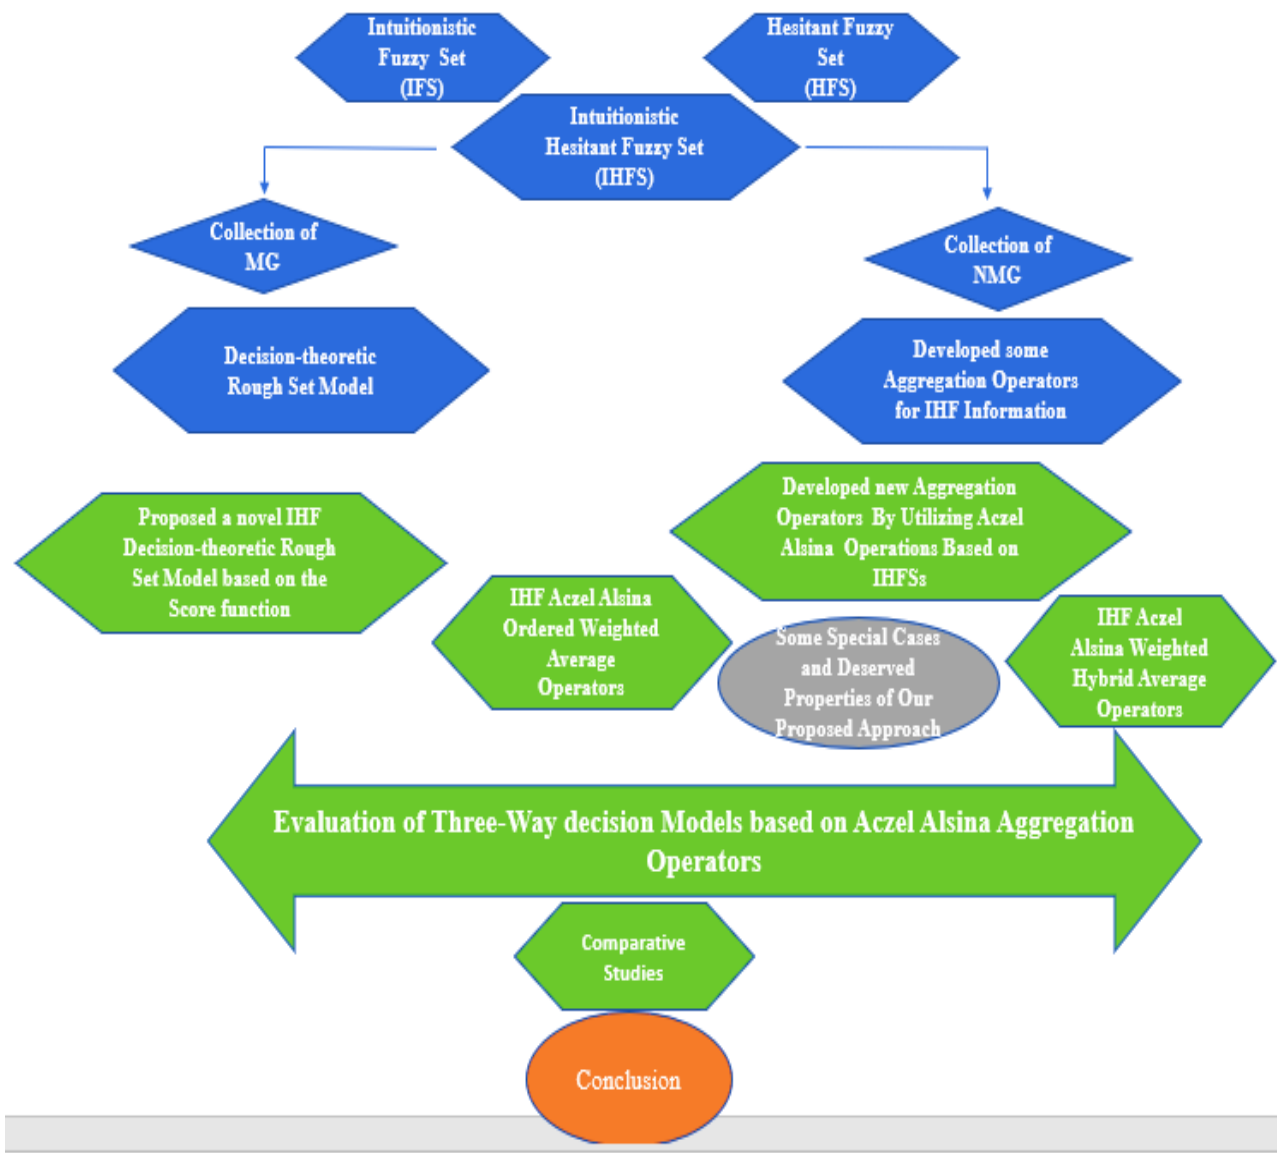 Intuitionistic
Fuzzy Set
(IFS)
Hesitant Fuzzy
Set
(HFS)
Intuitionistic
Hesitant Fuzzy Set
(IHFS)
Collection of
MG
Collection of
NMG
Decision-theoretic
Rough Set Model
Developed some
Aggregation Operators
for IHF Information
Proposed a novel IHF
Decision-theoretic Rough
Set Model based on the
Score function
Developed new Aggregation
Operators By Utilizing Aczel
Alsina Operations Based on
IHFSs
IHF Aczel Alsina
Ordered Weighted
Average
Operators
Some Special Cases
and Deserved
Properties of Our
Proposed Approach
IHF Aczel
Alsina Weighted
Hybrid Average
Operators
Evaluation of Three-Way decision Models based on Aczel Alsina Aggregation
Operators
Comparative
Studies
Conclusion